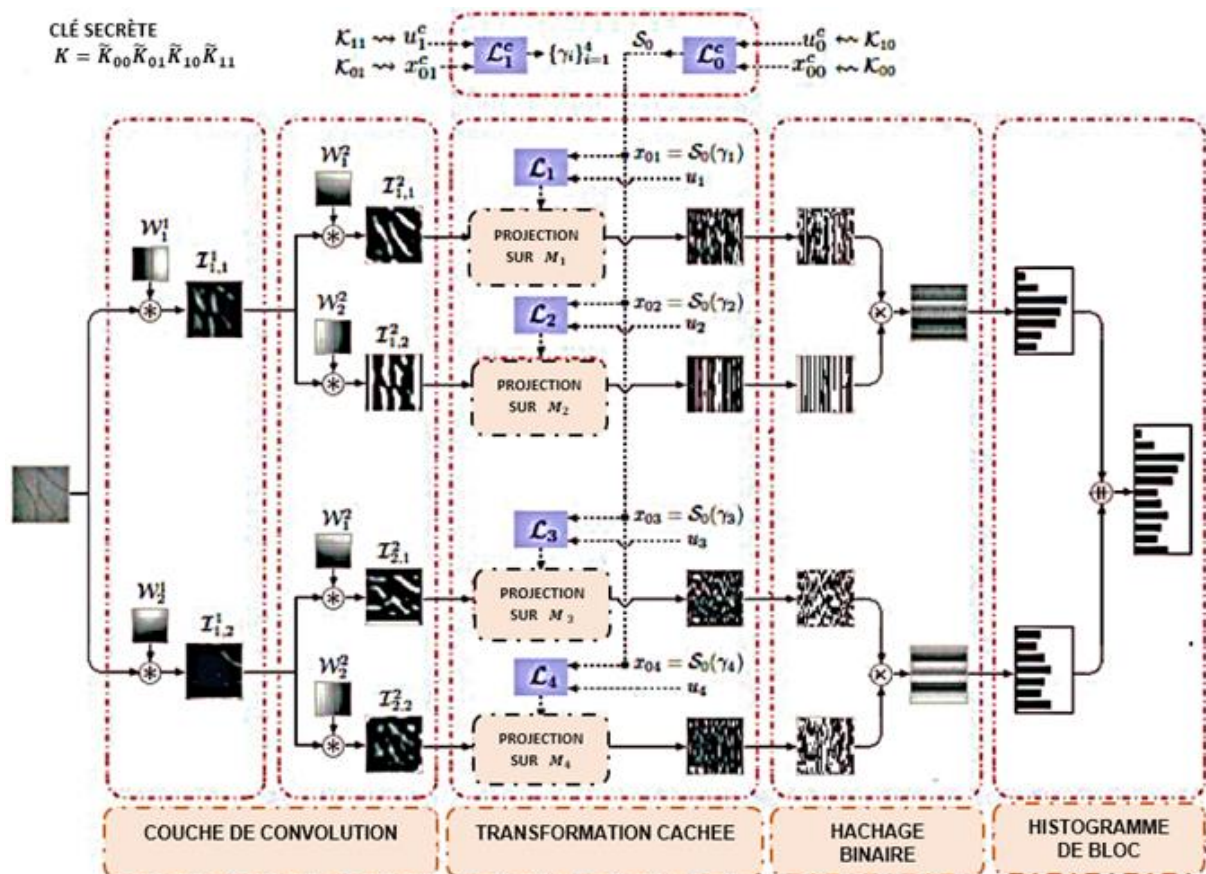 CLÉ SECRÈTE
K = K̃₀₀K̃₀₁K̃₁₀K̃₁₁
𝒦₁₁ ⇝ u₁ᶜ
𝒦₀₁ ⇝ x₀₁ᶜ
ℒ₁ᶜ
{γᵢ}⁴ᵢ₌₁
𝒮₀
ℒ₀ᶜ
u₀ᶜ ⇜ 𝒦₁₀
x₀₀ᶜ ⇜ 𝒦₀₀
𝒲₁²
ℐ²₁,₁
ℒ₁
x₀₁ = 𝒮₀(γ₁)
u₁
𝒲₁¹
ℐ¹₁,₁
PROJECTION
SUR M₁
𝒲₂²
ℐ²₁,₂
ℒ₂
x₀₂ = 𝒮₀(γ₂)
u₂
PROJECTION
SUR M₂
𝒲₁²
ℐ²₂,₁
ℒ₃
x₀₃ = 𝒮₀(γ₃)
u₃
𝒲₂¹
ℐ¹₁,₂
PROJECTION
SUR M₃
𝒲₂²
ℐ²₂,₂
ℒ₄
x₀₄ = 𝒮₀(γ₄)
u₄
PROJECTION
SUR M₄
COUCHE DE CONVOLUTION
TRANSFORMATION CACHEE
HACHAGE
BINAIRE
HISTOGRAMME
DE BLOC